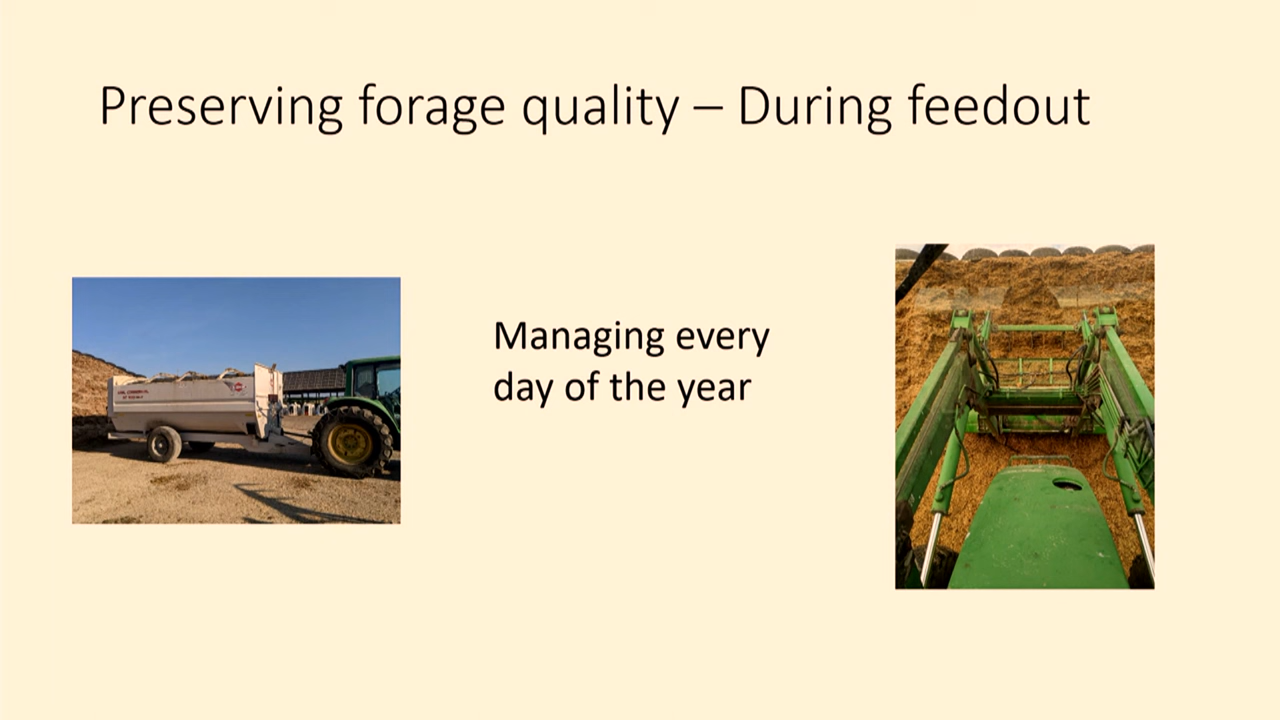 Preserving forage quality – During feedout
Managing every
day of the year